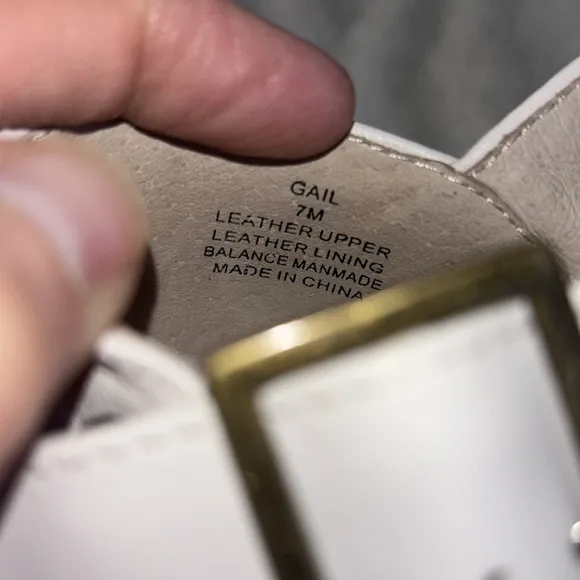 GAIL
7M
LEATHER UPPER
LEATHER LINING
BALANCE MANMADE
MADE IN CHINA